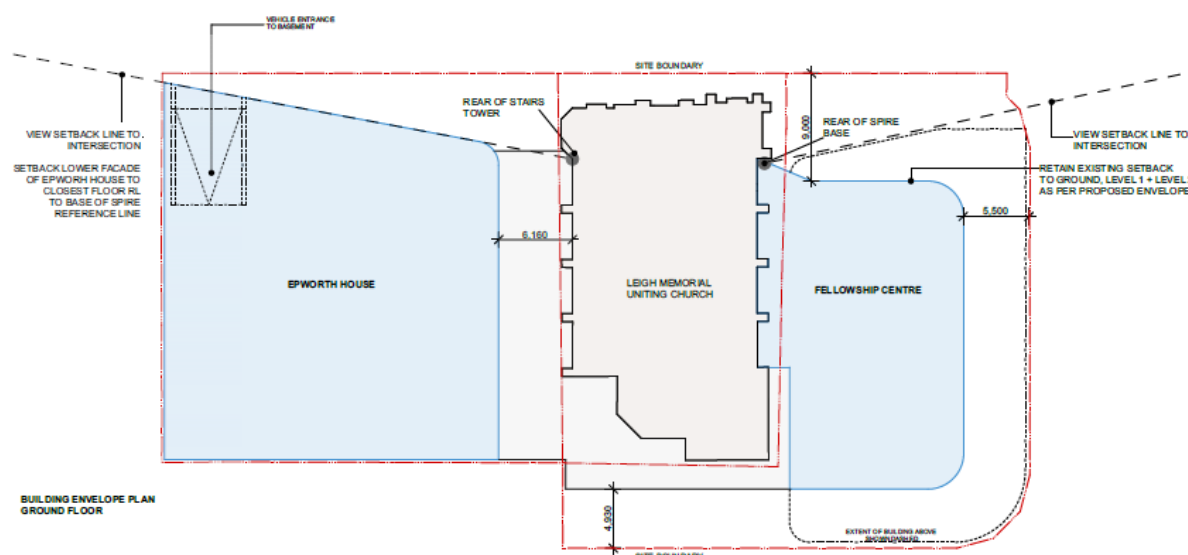 VEHICLE ENTRANCE
TO BASEMENT
SITE BOUNDARY
REAR OF STAIRS
TOWER
9,000
REAR OF SPIRE
BASE
VIEW SETBACK LINE TO.
INTERSECTION
SETBACK LOWER FACADE
OF EPWORH HOUSE TO
CLOSEST FLOOR RL
TO BASE OF SPIRE
REFERENCE LINE
VIEW SETBACK LINE TO
INTERSECTION
RETAIN EXISTING SETBACK
TO GROUND, LEVEL 1 + LEVEL
AS PER PROPOSED ENVELOPE
5,500
6,160
EPWORTH HOUSE
LEIGH MEMORIAL
UNITING CHURCH
FELLOWSHIP CENTRE
BUILDING ENVELOPE PLAN
GROUND FLOOR
4,930
EXTENT OF BUILDING ABOVE
SHOWN DASHED
SITE BOUNDARY